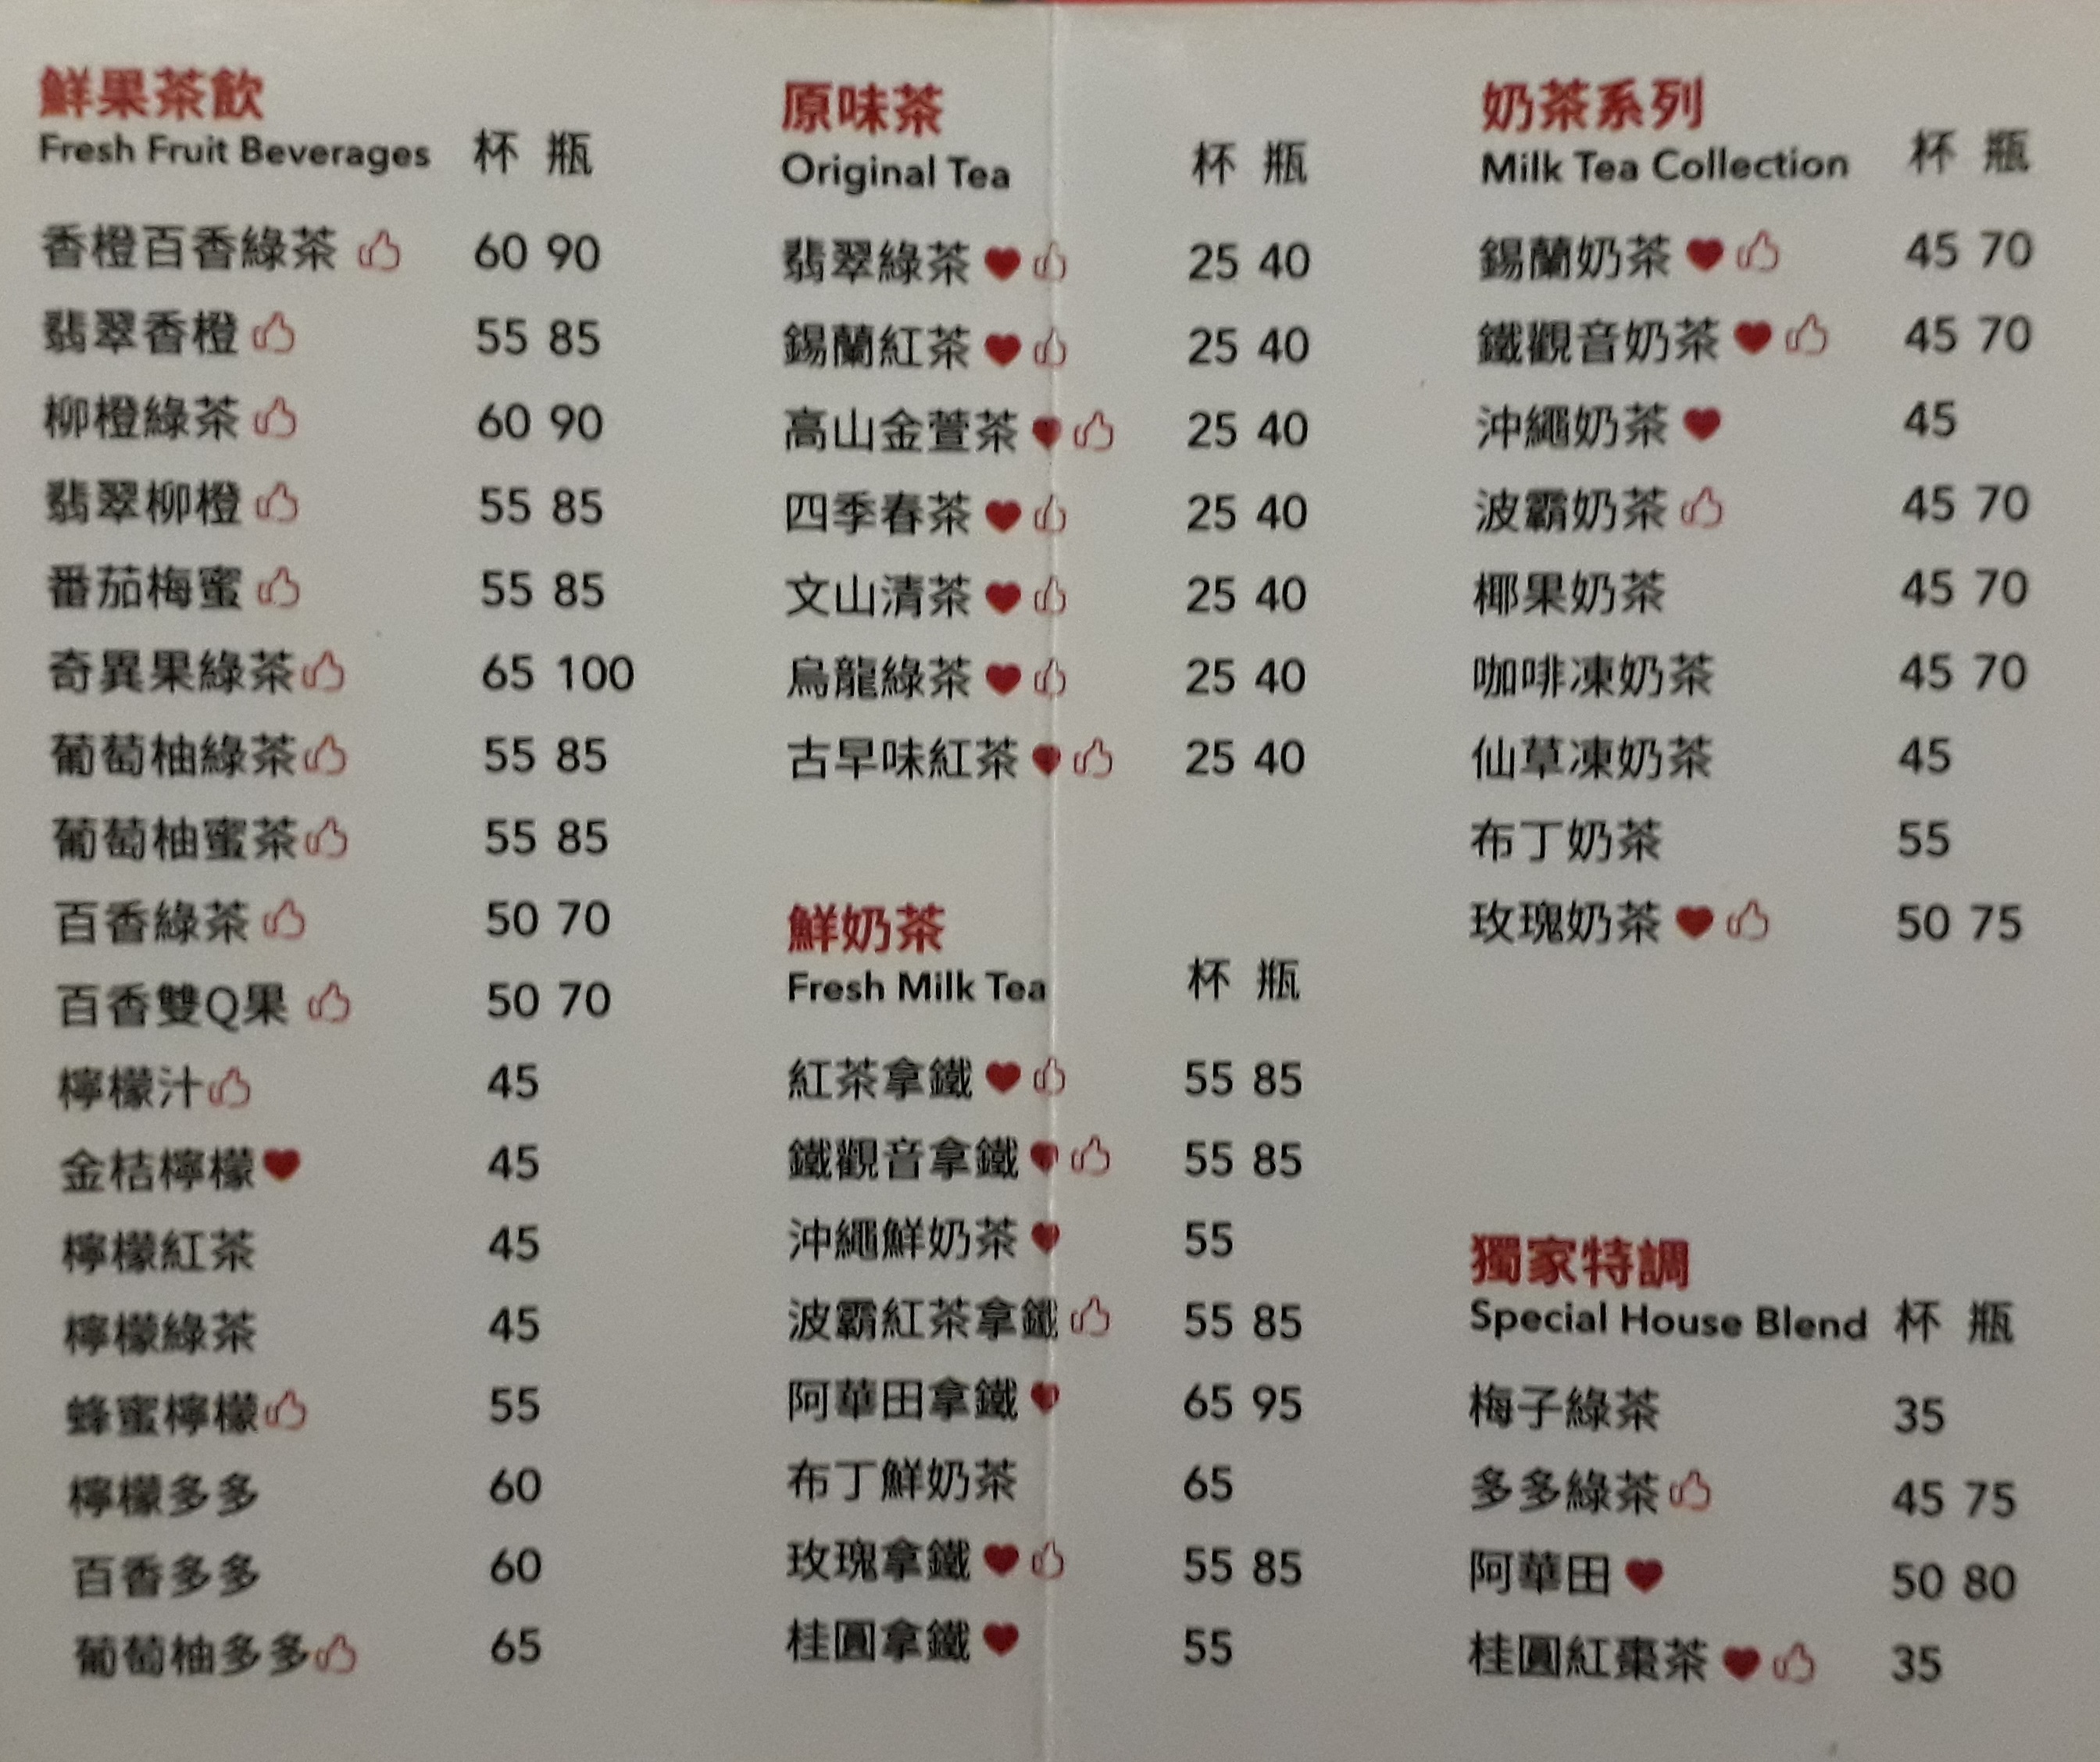 鮮果茶飲
Fresh Fruit Beverages 杯 瓶
香橙百香綠茶 60 90
翡翠香橙 55 85
柳橙綠茶 60 90
翡翠柳橙 55 85
番茄梅蜜 55 85
奇異果綠茶 65 100
葡萄柚綠茶 55 85
葡萄柚蜜茶 55 85
百香綠茶 50 70
百香雙Q果 50 70
檸檬汁 45
金桔檸檬 45
檸檬紅茶 45
檸檬綠茶 45
蜂蜜檸檬 55
檸檬多多 60
百香多多 60
葡萄柚多多 65
原味茶
Original Tea 杯 瓶
翡翠綠茶 25 40
錫蘭紅茶 25 40
高山金萱茶 25 40
四季春茶 25 40
文山清茶 25 40
烏龍綠茶 25 40
古早味紅茶 25 40
鮮奶茶
Fresh Milk Tea 杯 瓶
紅茶拿鐵 55 85
鐵觀音拿鐵 55 85
沖繩鮮奶茶 55
波霸紅茶拿鐵 55 85
阿華田拿鐵 65 95
布丁鮮奶茶 65
玫瑰拿鐵 55 85
桂圓拿鐵 55
奶茶系列
Milk Tea Collection 杯 瓶
錫蘭奶茶 45 70
鐵觀音奶茶 45 70
沖繩奶茶 45
波霸奶茶 45 70
椰果奶茶 45 70
咖啡凍奶茶 45 70
仙草凍奶茶 45
布丁奶茶 55
玫瑰奶茶 50 75
獨家特調
Special House Blend 杯 瓶
梅子綠茶 35
多多綠茶 45 75
阿華田 50 80
桂圓紅棗茶 35